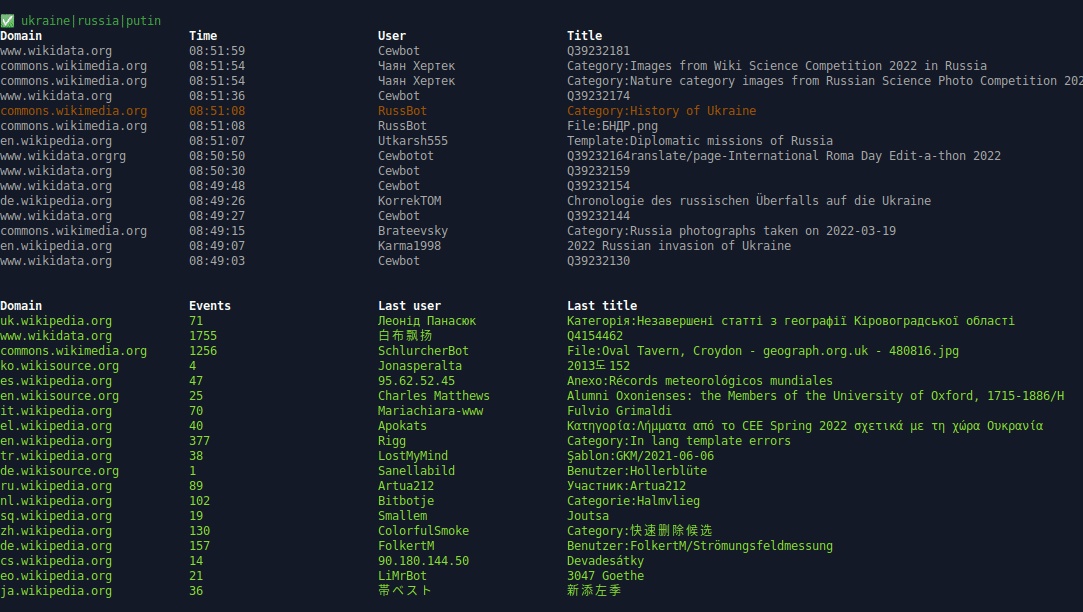 ✅ ukraine|russia|putin
Domain Time User Title
www.wikidata.org 08:51:59 Cewbot Q39232181
commons.wikimedia.org 08:51:54 Чаян Хертек Category:Images from Wiki Science Competition 2022 in Russia
commons.wikimedia.org 08:51:54 Чаян Хертек Category:Nature category images from Russian Science Photo Competition 202
www.wikidata.org 08:51:36 Cewbot Q39232174
commons.wikimedia.org 08:51:08 RussBot Category:History of Ukraine
commons.wikimedia.org 08:51:08 RussBot File:БНДР.png
en.wikipedia.org 08:51:07 Utkarsh555 Template:Diplomatic missions of Russia
www.wikidata.orgrg 08:50:50 Cewbotot Q39232164ranslate/page-International Roma Day Edit-a-thon 2022
www.wikidata.org 08:50:30 Cewbot Q39232159
www.wikidata.org 08:49:48 Cewbot Q39232154
de.wikipedia.org 08:49:26 KorrekTOM Chronologie des russischen Überfalls auf die Ukraine
www.wikidata.org 08:49:27 Cewbot Q39232144
commons.wikimedia.org 08:49:15 Brateevsky Category:Russia photographs taken on 2022-03-19
en.wikipedia.org 08:49:07 Karma1998 2022 Russian invasion of Ukraine
www.wikidata.org 08:49:03 Cewbot Q39232130
Domain Events Last user Last title
uk.wikipedia.org 71 Леонід Панасюк Категорія:Незавершені статті з географії Кіровоградської області
www.wikidata.org 1755 白布飘扬 Q4154462
commons.wikimedia.org 1256 SchlurcherBot File:Oval Tavern, Croydon - geograph.org.uk - 480816.jpg
ko.wikisource.org 4 Jonasperalta 2013도152
es.wikipedia.org 47 95.62.52.45 Anexo:Récords meteorológicos mundiales
en.wikisource.org 25 Charles Matthews Alumni Oxonienses: the Members of the University of Oxford, 1715-1886/H
it.wikipedia.org 70 Mariachiara-www Fulvio Grimaldi
el.wikipedia.org 40 Apokats Κατηγορία:Λήμματα από το CEE Spring 2022 σχετικά με τη χώρα Ουκρανία
en.wikipedia.org 377 Rigg Category:In lang template errors
tr.wikipedia.org 38 LostMyMind Şablon:GKM/2021-06-06
de.wikisource.org 1 Sanellabild Benutzer:Hollerblüte
ru.wikipedia.org 89 Artua212 Участник:Artua212
nl.wikipedia.org 102 Bitbotje Categorie:Halmvlieg
sq.wikipedia.org 19 Smallem Joutsa
zh.wikipedia.org 130 ColorfulSmoke Category:快速删除候选
de.wikipedia.org 157 FolkertM Benutzer:FolkertM/Strömungsfeldmessung
cs.wikipedia.org 14 90.180.144.50 Devadesátky
eo.wikipedia.org 21 LiMrBot 3047 Goethe
ja.wikipedia.org 36 帯ベスト 新添左季